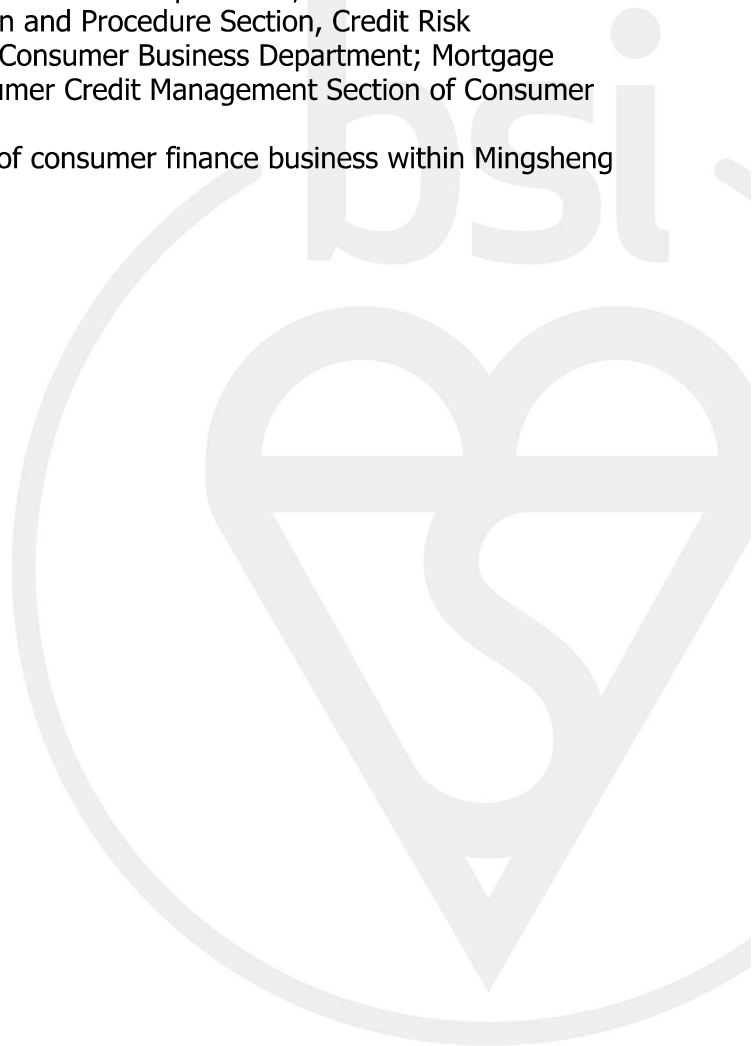 n and Procedure Section, Credit Risk
Consumer Business Department; Mortgage
umer Credit Management Section of Consumer
of consumer finance business within Mingsheng
bsi